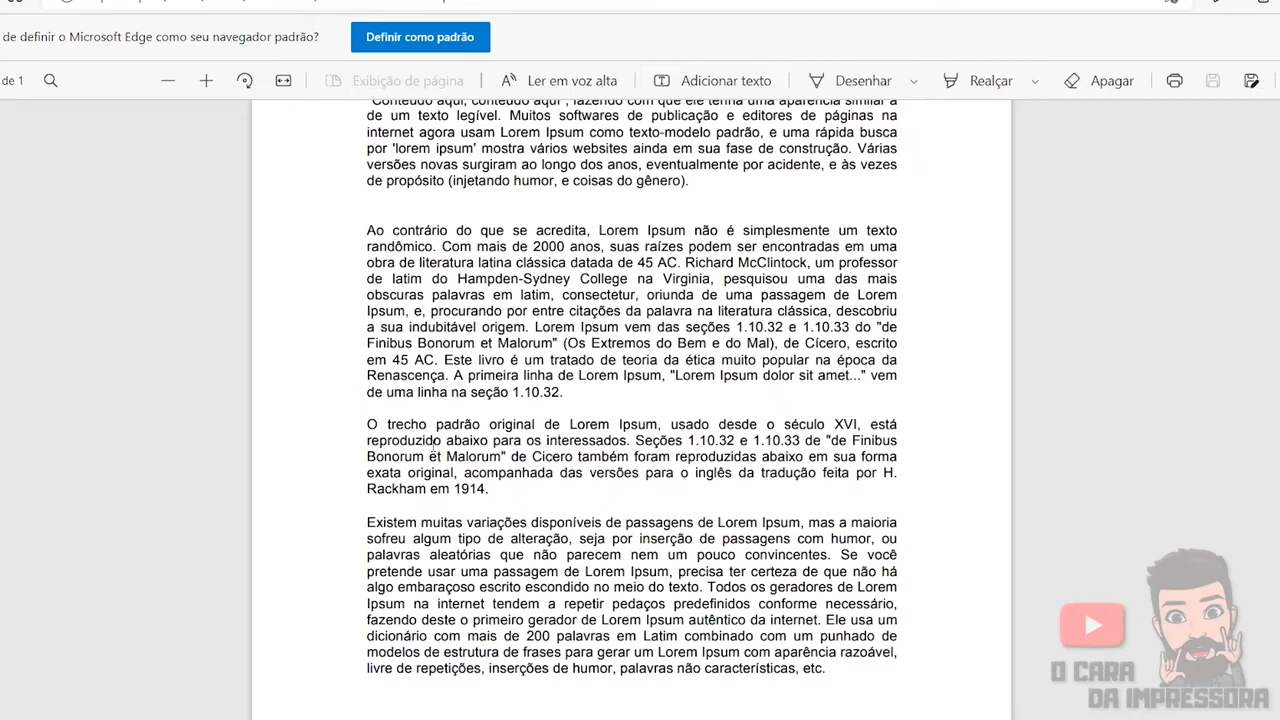 de definir o Microsoft Edge como seu navegador padrão?
Definir como padrão
de 1
Exibição de página
Ler em voz alta
Adicionar texto
Desenhar
Realçar
Apagar
"Conteúdo aqui, conteúdo aqui", fazendo com que ele tenha uma aparência similar a
de um texto legível. Muitos softwares de publicação e editores de páginas na
internet agora usam Lorem Ipsum como texto-modelo padrão, e uma rápida busca
por 'lorem ipsum' mostra vários websites ainda em sua fase de construção. Várias
versões novas surgiram ao longo dos anos, eventualmente por acidente, e às vezes
de propósito (injetando humor, e coisas do gênero).
Ao contrário do que se acredita, Lorem Ipsum não é simplesmente um texto
randômico. Com mais de 2000 anos, suas raízes podem ser encontradas em uma
obra de literatura latina clássica datada de 45 AC. Richard McClintock, um professor
de latim do Hampden-Sydney College na Virginia, pesquisou uma das mais
obscuras palavras em latim, consectetur, oriunda de uma passagem de Lorem
Ipsum, e, procurando por entre citações da palavra na literatura clássica, descobriu
a sua indubitável origem. Lorem Ipsum vem das seções 1.10.32 e 1.10.33 do "de
Finibus Bonorum et Malorum" (Os Extremos do Bem e do Mal), de Cícero, escrito
em 45 AC. Este livro é um tratado de teoria da ética muito popular na época da
Renascença. A primeira linha de Lorem Ipsum, "Lorem Ipsum dolor sit amet..." vem
de uma linha na seção 1.10.32.
O trecho padrão original de Lorem Ipsum, usado desde o século XVI, está
reproduzido abaixo para os interessados. Seções 1.10.32 e 1.10.33 de "de Finibus
Bonorum et Malorum" de Cicero também foram reproduzidas abaixo em sua forma
exata original, acompanhada das versões para o inglês da tradução feita por H.
Rackham em 1914.
Existem muitas variações disponíveis de passagens de Lorem Ipsum, mas a maioria
sofreu algum tipo de alteração, seja por inserção de passagens com humor, ou
palavras aleatórias que não parecem nem um pouco convincentes. Se você
pretende usar uma passagem de Lorem Ipsum, precisa ter certeza de que não há
algo embaraçoso escrito escondido no meio do texto. Todos os geradores de Lorem
Ipsum na internet tendem a repetir pedaços predefinidos conforme necessário,
fazendo deste o primeiro gerador de Lorem Ipsum autêntico da internet. Ele usa um
dicionário com mais de 200 palavras em Latim combinado com um punhado de
modelos de estrutura de frases para gerar um Lorem Ipsum com aparência razoável,
livre de repetições, inserções de humor, palavras não características, etc.
O CARA
DA IMPRESSORA